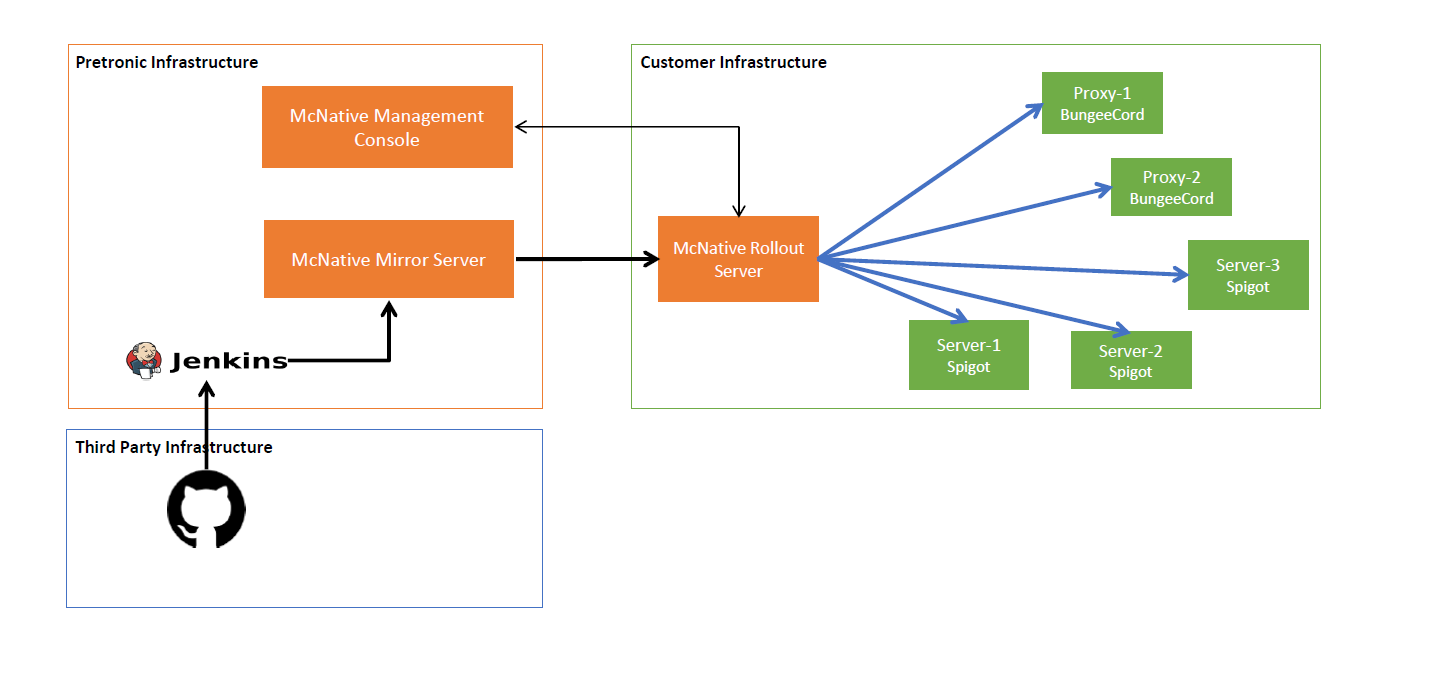 Pretronic Infrastructure
McNative Management
Console
McNative Mirror Server
Jenkins
Third Party Infrastructure
Customer Infrastructure
McNative Rollout
Server
Proxy-1
BungeeCord
Proxy-2
BungeeCord
Server-3
Spigot
Server-1
Spigot
Server-2
Spigot